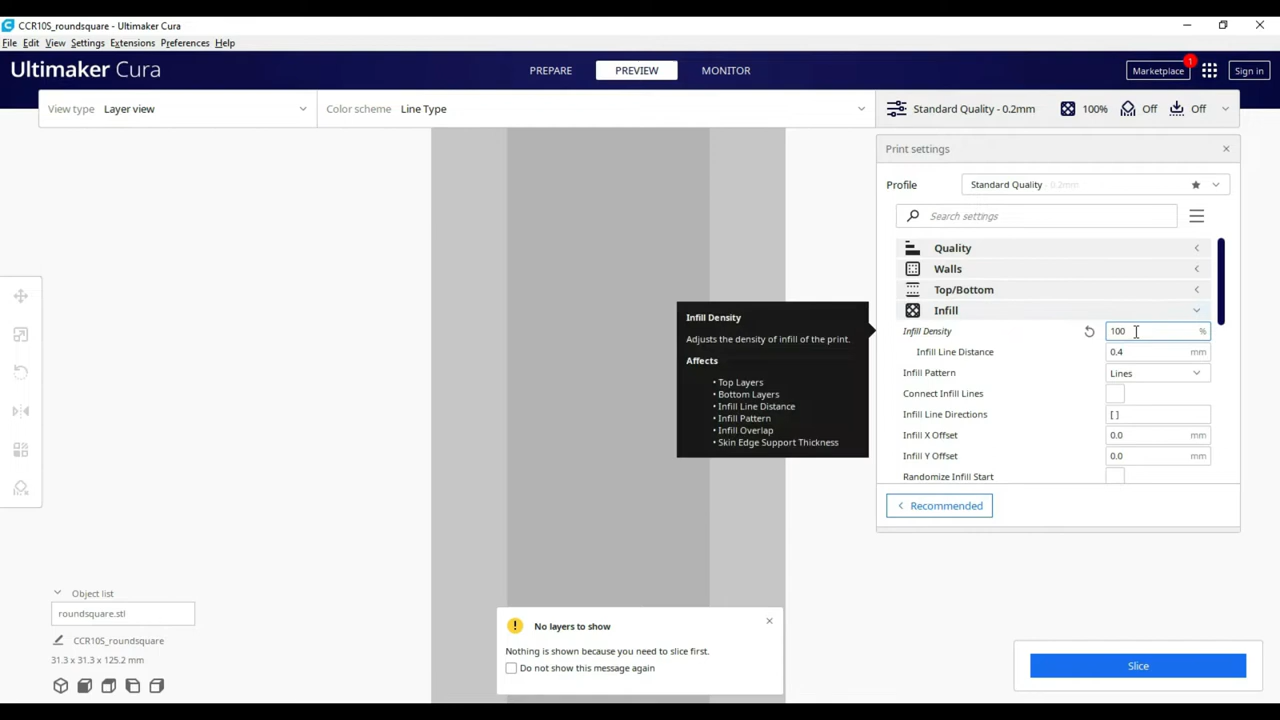 CCR10S_roundsquare - Ultimaker Cura
File Edit View Settings Extensions Preferences Help
Ultimaker Cura
PREPARE PREVIEW MONITOR
Marketplace 1
Sign in
View type Layer view
Color scheme Line Type
Standard Quality - 0.2mm 100% Off Off
Print settings
Profile Standard Quality - 0.2mm
Search settings
Quality
Walls
Top/Bottom
Infill
Infill Density 100 %
Infill Line Distance 0.4 mm
Infill Pattern Lines
Connect Infill Lines
Infill Line Directions [ ]
Infill X Offset 0.0 mm
Infill Y Offset 0.0 mm
Randomize Infill Start
Recommended
Infill Density
Adjusts the density of infill of the print.
Affects
• Top Layers
• Bottom Layers
• Infill Line Distance
• Infill Pattern
• Infill Overlap
• Skin Edge Support Thickness
Object list
roundsquare.stl
CCR10S_roundsquare
31.3 x 31.3 x 125.2 mm
No layers to show
Nothing is shown because you need to slice first.
Do not show this message again
Slice